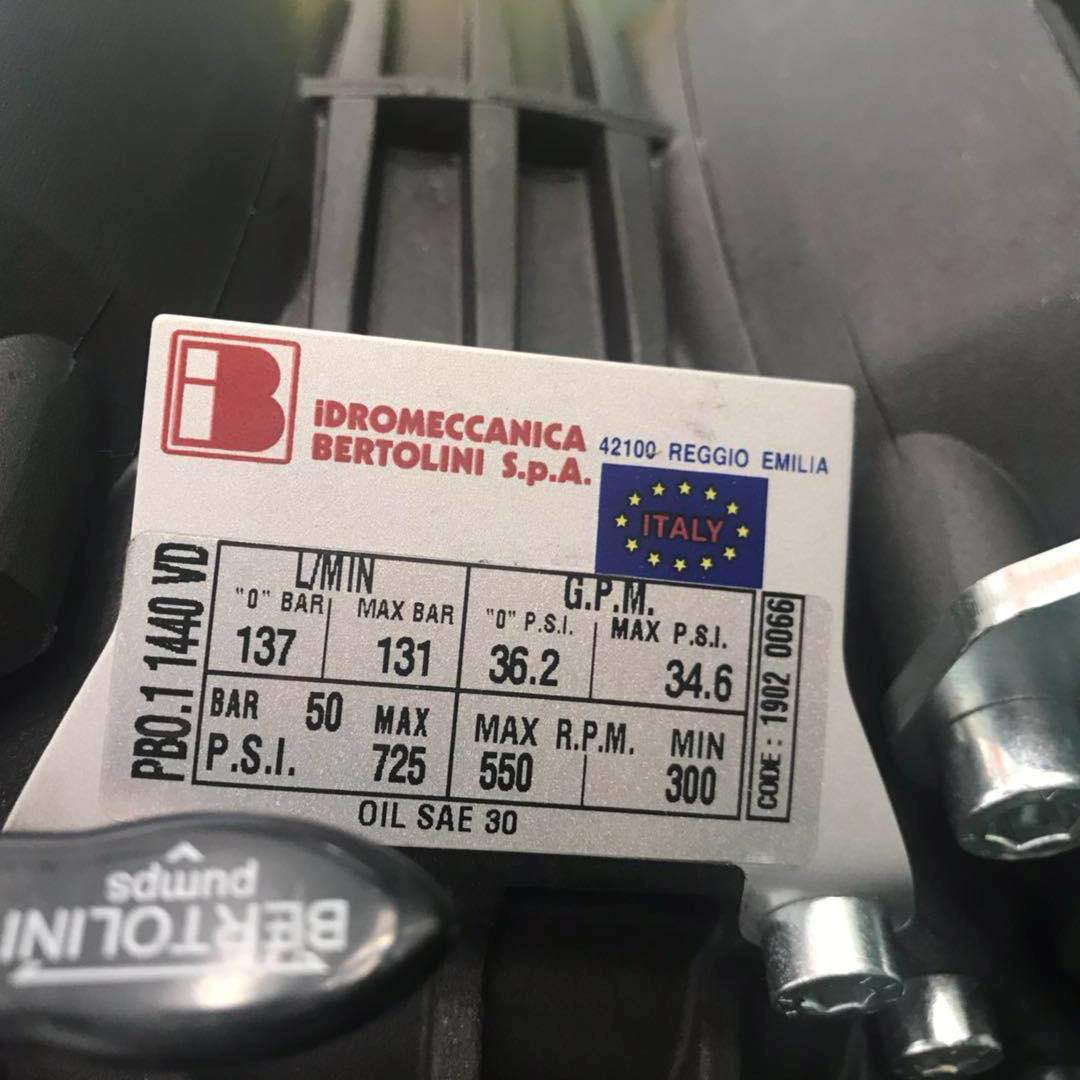 iB
iDROMECCANICA
BERTOLINI S.p.A.
42100 REGGIO EMILIA
ITALY
PBO.1 1440 VD
L/MIN G.P.M.
"0" BAR MAX BAR "0" P.S.I. MAX P.S.I.
137 131 36.2 34.6
BAR 50 MAX MAX R.P.M. MIN
P.S.I. 725 550 300
CODE: 1902 0066
OIL SAE 30
BERTOLINI
pumps